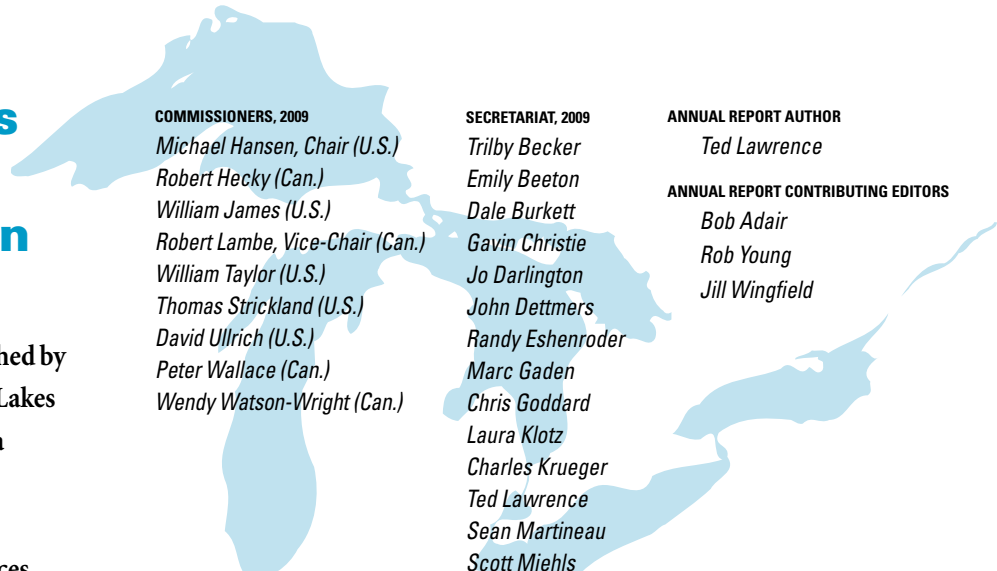 s
n
hed by
Lakes
a
ces
COMMISSIONERS, 2009
Michael Hansen, Chair (U.S.)
Robert Hecky (Can.)
William James (U.S.)
Robert Lambe, Vice-Chair (Can.)
William Taylor (U.S.)
Thomas Strickland (U.S.)
David Ullrich (U.S.)
Peter Wallace (Can.)
Wendy Watson-Wright (Can.)
SECRETARIAT, 2009
Trilby Becker
Emily Beeton
Dale Burkett
Gavin Christie
Jo Darlington
John Dettmers
Randy Eshenroder
Marc Gaden
Chris Goddard
Laura Klotz
Charles Krueger
Ted Lawrence
Sean Martineau
Scott Miehls
ANNUAL REPORT AUTHOR
Ted Lawrence
ANNUAL REPORT CONTRIBUTING EDITORS
Bob Adair
Rob Young
Jill Wingfield